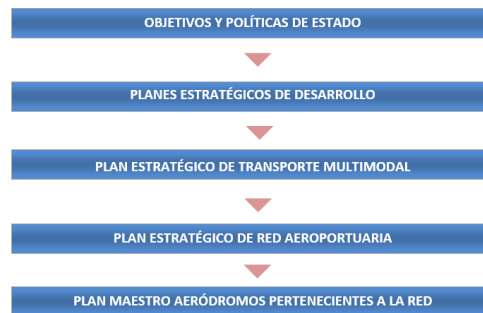 OBJETIVOS Y POLÍTICAS DE ESTADO
PLANES ESTRATÉGICOS DE DESARROLLO
PLAN ESTRATÉGICO DE TRANSPORTE MULTIMODAL
PLAN ESTRATÉGICO DE RED AEROPORTUARIA
PLAN MAESTRO AERÓDROMOS PERTENECIENTES A LA RED